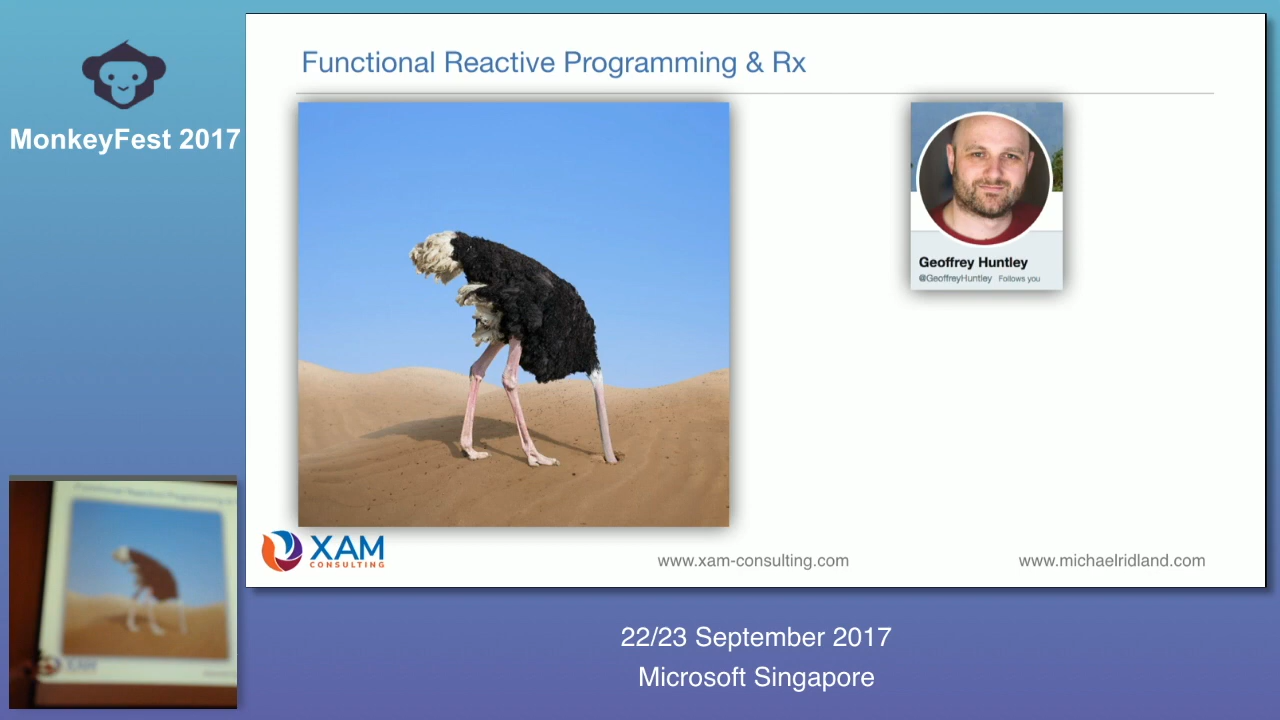 MonkeyFest 2017
Functional Reactive Programming & Rx
Geoffrey Huntley
@GeoffreyHuntley Follows you
XAM
CONSULTING
www.xam-consulting.com
www.michaelridland.com
22/23 September 2017
Microsoft Singapore